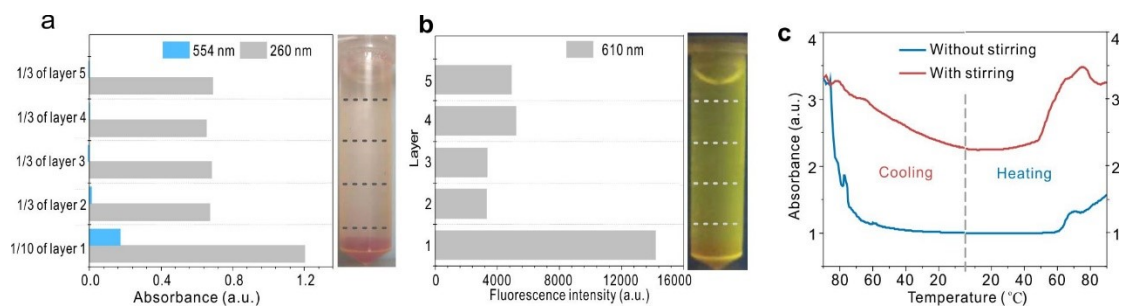 a
554 nm
260 nm
1/3 of layer 5
1/3 of layer 4
1/3 of layer 3
1/3 of layer 2
1/10 of layer 1
0.0
0.4
0.8
1.2
Absorbance (a.u.)
b
610 nm
Layer
5
4
3
2
1
0
4000
8000
12000
16000
Fluorescence intensity (a.u.)
c
Without stirring
With stirring
Absorbance (a.u.)
4
3
2
1
4
3
2
1
Cooling
Heating
80
60
40
20
0
20
40
60
80
Temperature (℃)